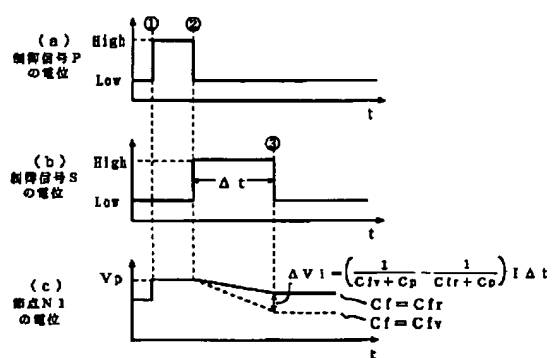 ① ②
(a)
制御信号P
の電位
High
Low
t
③
(b)
制御信号S
の電位
High
Low
Δt
t
(c)
節点N1
の電位
Vp
ΔVi=(1/(Cfv+Cp)-1/(Cfr+Cp))IΔt
Cf=Cfr
Cf=Cfv
t